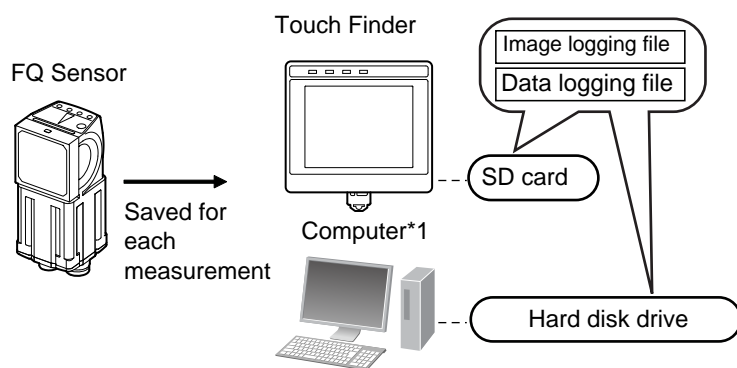 Touch Finder
Image logging file
Data logging file
FQ Sensor
SD card
Saved for
each
measurement
Computer*1
Hard disk drive